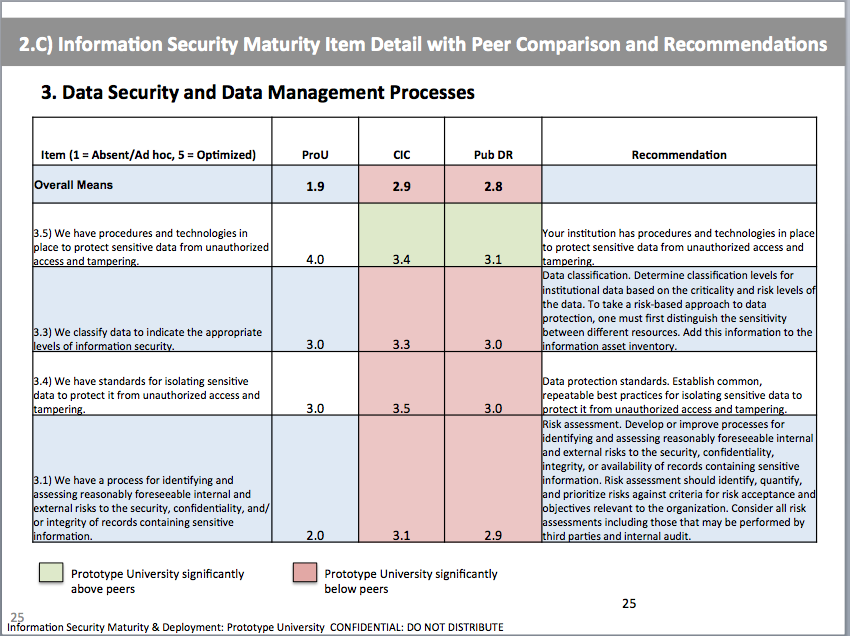 2.C) Information Security Maturity Item Detail with Peer Comparison and Recommendations
3. Data Security and Data Management Processes
Item (1 = Absent/Ad hoc, 5 = Optimized) ProU CIC Pub DR Recommendation
Overall Means 1.9 2.9 2.8
3.5) We have procedures and technologies in
place to protect sensitive data from unauthorized
access and tampering.
4.0
3.4
3.1
Your institution has procedures and technologies in place
to protect sensitive data from unauthorized access and
tampering.
3.3) We classify data to indicate the appropriate
levels of information security.
3.0
3.3
3.0
Data classification. Determine classification levels for
institutional data based on the criticality and risk levels of
the data. To take a risk-based approach to data
protection, one must first distinguish the sensitivity
between different resources. Add this information to the
information asset inventory.
3.4) We have standards for isolating sensitive
data to protect it from unauthorized access and
tampering.
3.0
3.5
3.0
Data protection standards. Establish common,
repeatable best practices for isolating sensitive data to
protect it from unauthorized access and tampering.
3.1) We have a process for identifying and
assessing reasonably foreseeable internal and
external risks to the security, confidentiality, and/
or integrity of records containing sensitive
information.
2.0
3.1
2.9
Risk assessment. Develop or improve processes for
identifying and assessing reasonably foreseeable internal
and external risks to the security, confidentiality,
integrity, or availability of records containing sensitive
information. Risk assessment should identify, quantify,
and prioritize risks against criteria for risk acceptance and
objectives relevant to the organization. Consider all risk
assessments including those that may be performed by
third parties and internal audit.
Prototype University significantly
above peers
Prototype University significantly
below peers
25
25
Information Security Maturity & Deployment: Prototype University CONFIDENTIAL: DO NOT DISTRIBUTE